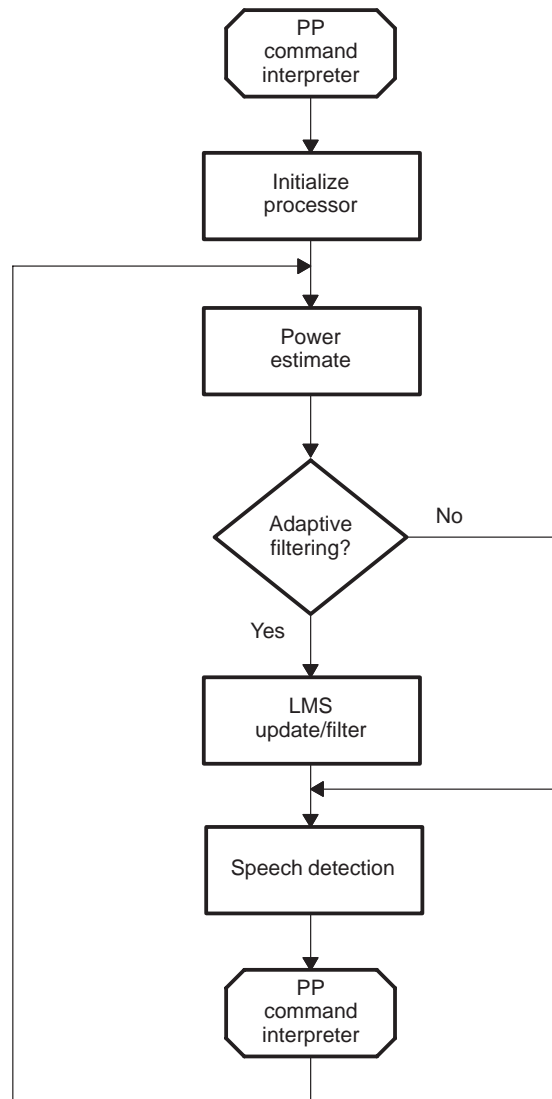 PP
command
interpreter
Initialize
processor
Power
estimate
Adaptive
filtering?
No
Yes
LMS
update/filter
Speech detection
PP
command
interpreter